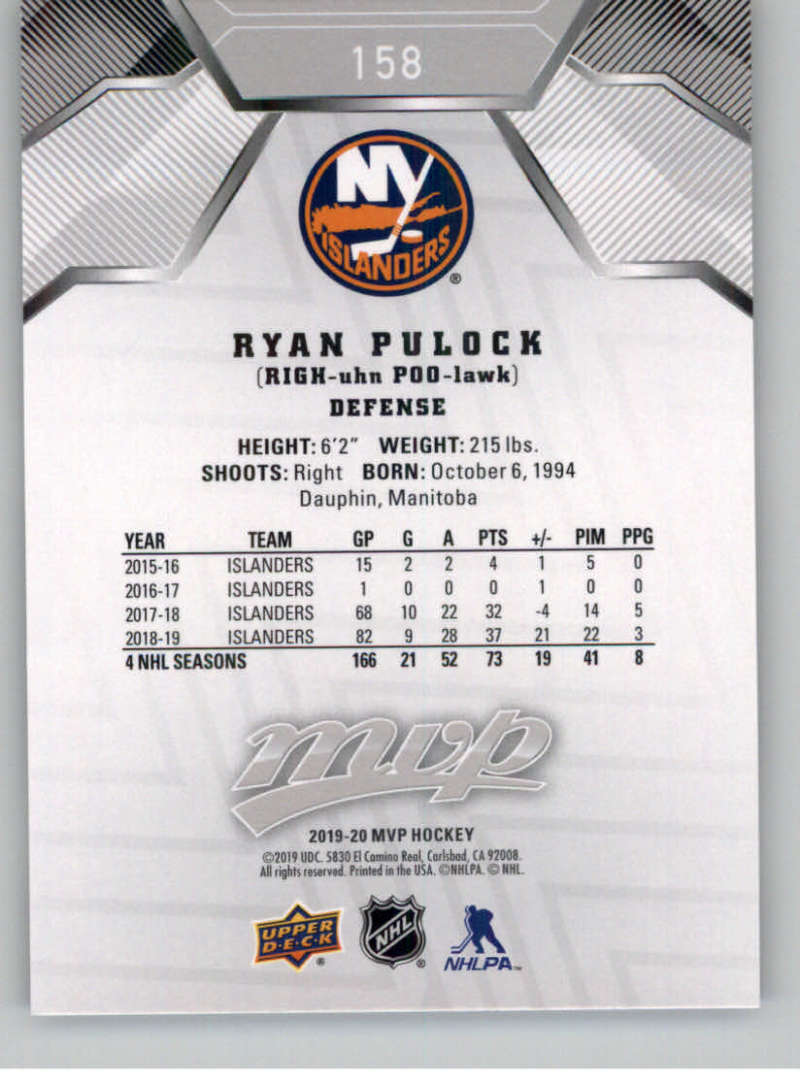 158
NY
ISLANDERS
®
RYAN PULOCK
(RIGH-uhn POO-lawk)
DEFENSE
HEIGHT: 6'2" WEIGHT: 215 lbs.
SHOOTS: Right BORN: October 6, 1994
Dauphin, Manitoba
YEAR TEAM GP G A PTS +/- PIM PPG
2015-16 ISLANDERS 15 2 2 4 1 5 0
2016-17 ISLANDERS 1 0 0 0 1 0 0
2017-18 ISLANDERS 68 10 22 32 -4 14 5
2018-19 ISLANDERS 82 9 28 37 21 22 3
4 NHL SEASONS 166 21 52 73 19 41 8
mvp
2019-20 MVP HOCKEY
©2019 UDC. 5830 El Camino Real, Carlsbad, CA 92008.
All rights reserved. Printed in the USA. ©NHLPA. © NHL.
UPPER DECK ® NHL ® NHLPA™